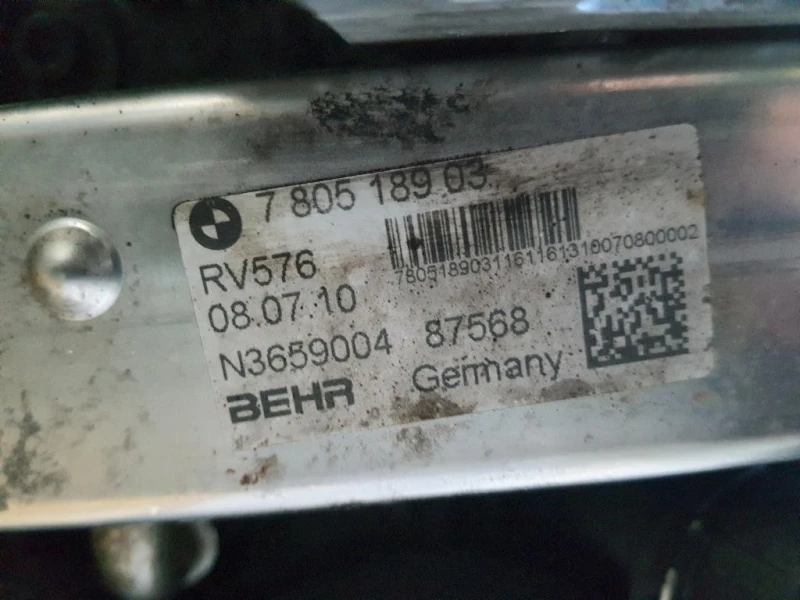 7 805 189 03
7805189031161161310070800002
RV576
08.07.10
N3659004 87568
BEHR Germany